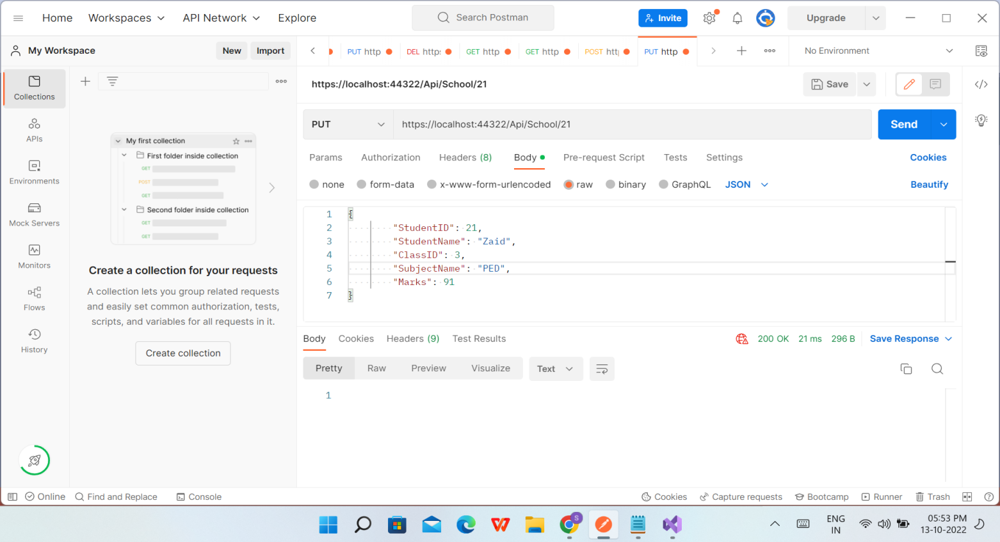 Home Workspaces API Network Explore Search Postman Invite Upgrade
My Workspace New Import PUT http DEL https GET http GET http POST htt PUT http No Environment
Collections
APIs
Environments
Mock Servers
Monitors
Flows
History
My first collection
First folder inside collection
GET
POST
GET
Second folder inside collection
GET
GET
Create a collection for your requests
A collection lets you group related requests
and easily set common authorization, tests,
scripts, and variables for all requests in it.
Create collection
https://localhost:44322/Api/School/21 Save
PUT https://localhost:44322/Api/School/21 Send
Params Authorization Headers (8) Body Pre-request Script Tests Settings Cookies
none form-data x-www-form-urlencoded raw binary GraphQL JSON Beautify
1 {
2 "StudentID": 21,
3 "StudentName": "Zaid",
4 "ClassID": 3,
5 "SubjectName": "PED",
6 "Marks": 91
7 }
Body Cookies Headers (9) Test Results 200 OK 21 ms 296 B Save Response
Pretty Raw Preview Visualize Text
1
Online Find and Replace Console Cookies Capture requests Bootcamp Runner Trash
S
ENG
IN
05:53 PM
13-10-2022